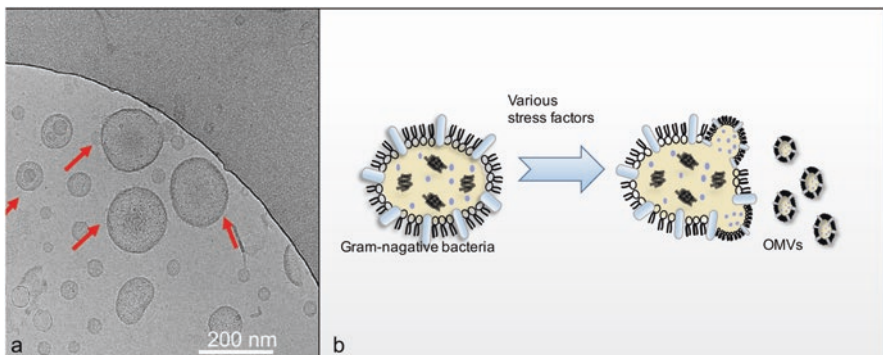 a
200 nm
Various
stress factors
Gram-nagative bacteria
OMVs
b